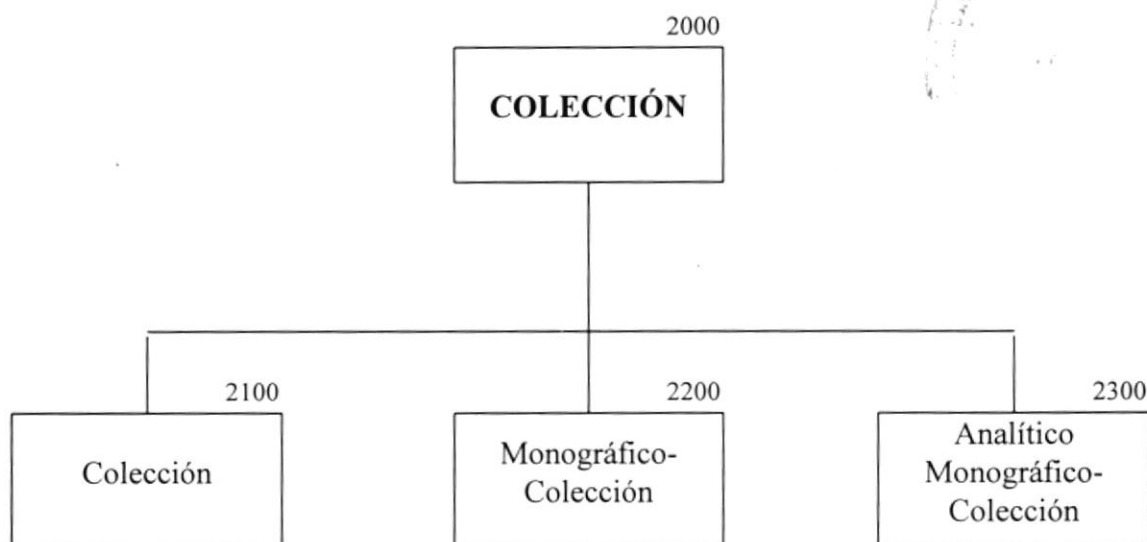 2000
COLECCIÓN
2100
Colección
2200
Monográfico-
Colección
2300
Analítico
Monográfico-
Colección